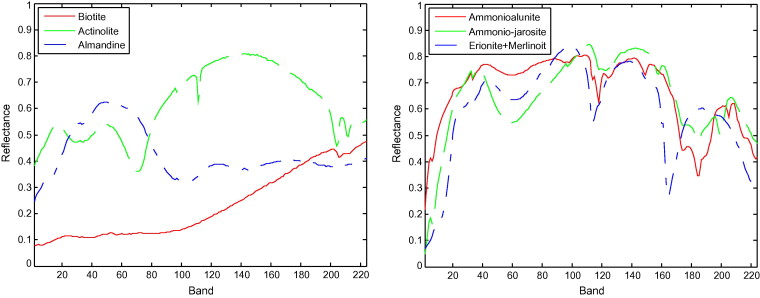 1
0.9
0.8
0.7
0.6
0.5
0.4
0.3
0.2
0.1
0
Reflectance
Biotite
Actinolite
Almandine
20 40 60 80 100 120 140 160 180 200 220
Band
1
0.9
0.8
0.7
0.6
0.5
0.4
0.3
0.2
0.1
0
Reflectance
Ammonioalunite
Ammonio-jarosite
Erionite+Merlinoit
20 40 60 80 100 120 140 160 180 200 220
Band